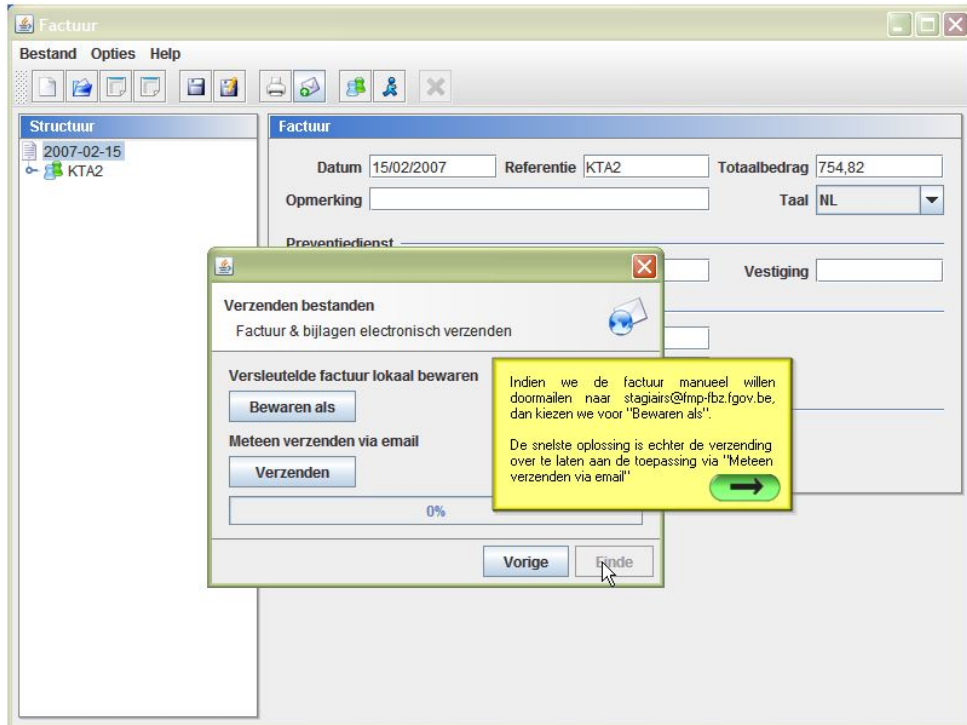 Factuur
Bestand Opties Help
Structuur
2007-02-15
KTA2
Factuur
Datum 15/02/2007 Referentie KTA2 Totaalbedrag 754,82
Opmerking Taal NL
Preventiedienst
Vestiging
Verzenden bestanden
Factuur & bijlagen electronisch verzenden
Versleutelde factuur lokaal bewaren
Bewaren als
Meteen verzenden via email
Verzenden
0%
Indien we de factuur manueel willen
doormailen naar stagiairs@fmp-fbz.fgov.be,
dan kiezen we voor "Bewaren als".
De snelste oplossing is echter de verzending
over te laten aan de toepassing via "Meteen
verzenden via email"
Vorige Einde